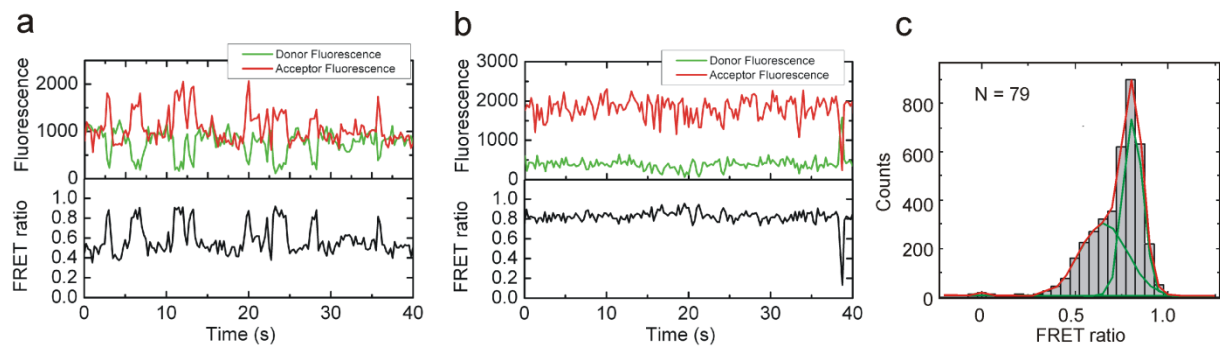 a
Donor Fluorescence
Acceptor Fluorescence
Fluorescence
2000
1000
0
FRET ratio
1.0
0.8
0.6
0.4
0.2
0.0
0 10 20 30 40
Time (s)
b
Donor Fluorescence
Acceptor Fluorescence
Fluorescence
3000
2000
1000
0
FRET ratio
1.0
0.8
0.6
0.4
0.2
0.0
0 10 20 30 40
Time (s)
c
N = 79
Counts
800
600
400
200
0
0 0.5 1.0
FRET ratio